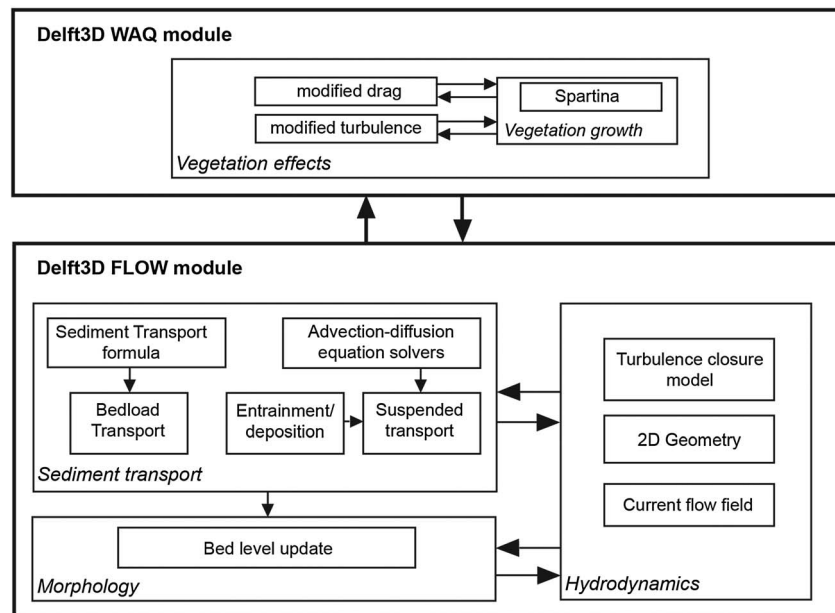 Delft3D WAQ module
modified drag
Spartina
modified turbulence
Vegetation growth
Vegetation effects
Delft3D FLOW module
Sediment Transport
formula
Advection-diffusion
equation solvers
Bedload
Transport
Entrainment/
deposition
Suspended
transport
Sediment transport
Turbulence closure
model
2D Geometry
Current flow field
Bed level update
Morphology
Hydrodynamics